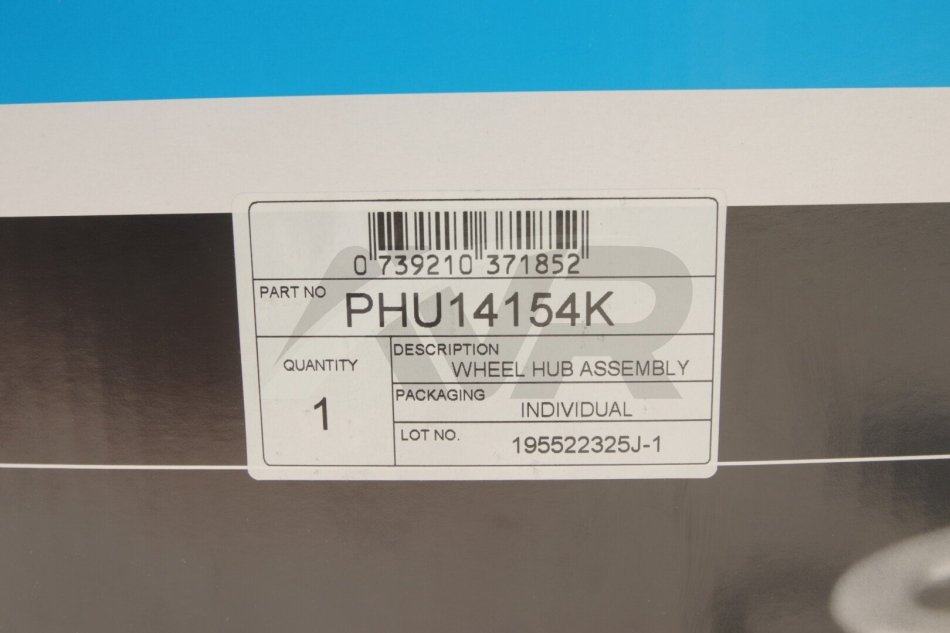 0 739210 371852
PART NO PHU14154K
QUANTITY
1
DESCRIPTION
WHEEL HUB ASSEMBLY
PACKAGING
INDIVIDUAL
LOT NO. 195522325J-1